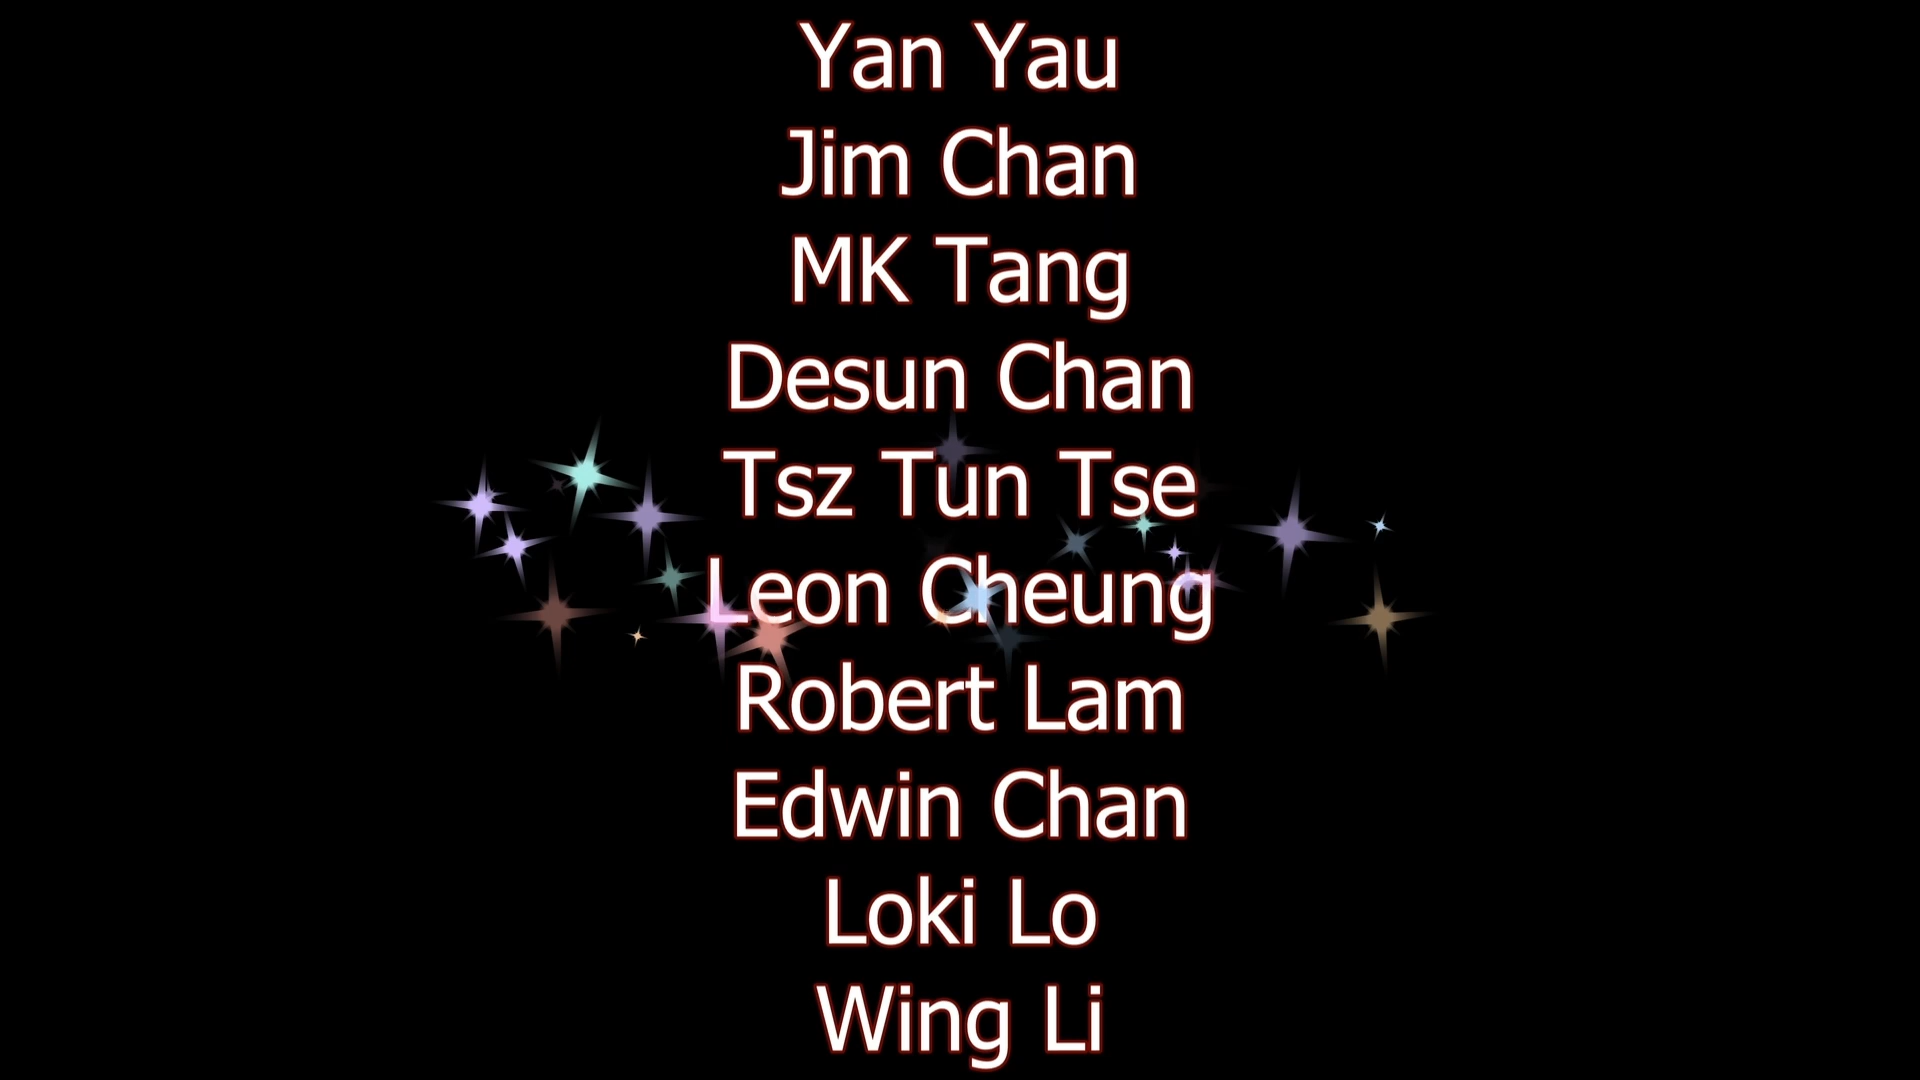 Yan Yau
Jim Chan
MK Tang
Desun Chan
Tsz Tun Tse
Leon Cheung
Robert Lam
Edwin Chan
Loki Lo
Wing Li